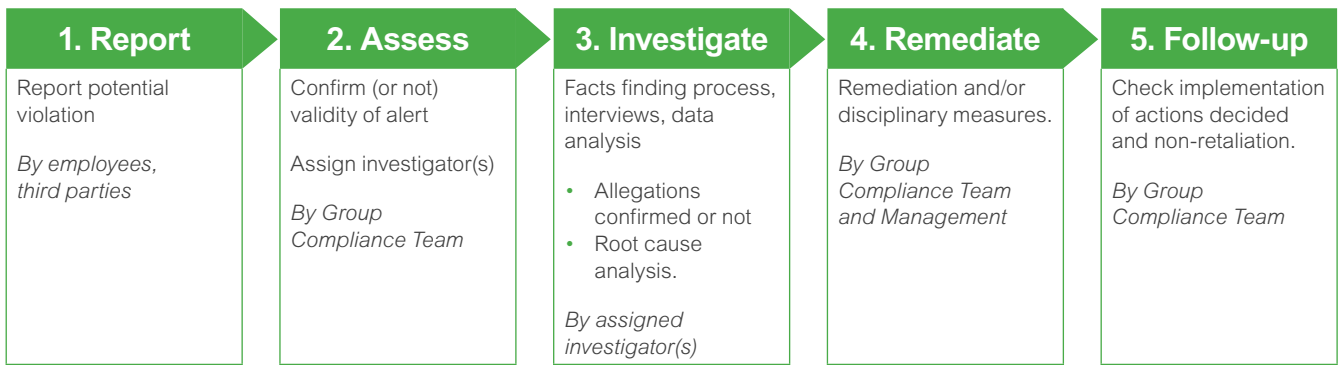 1. Report
Report potential
violation
By employees,
third parties
2. Assess
Confirm (or not)
validity of alert
Assign investigator(s)
By Group
Compliance Team
3. Investigate
Facts finding process,
interviews, data
analysis
• Allegations
confirmed or not
• Root cause
analysis.
By assigned
investigator(s)
4. Remediate
Remediation and/or
disciplinary measures.
By Group
Compliance Team
and Management
5. Follow-up
Check implementation
of actions decided
and non-retaliation.
By Group
Compliance Team